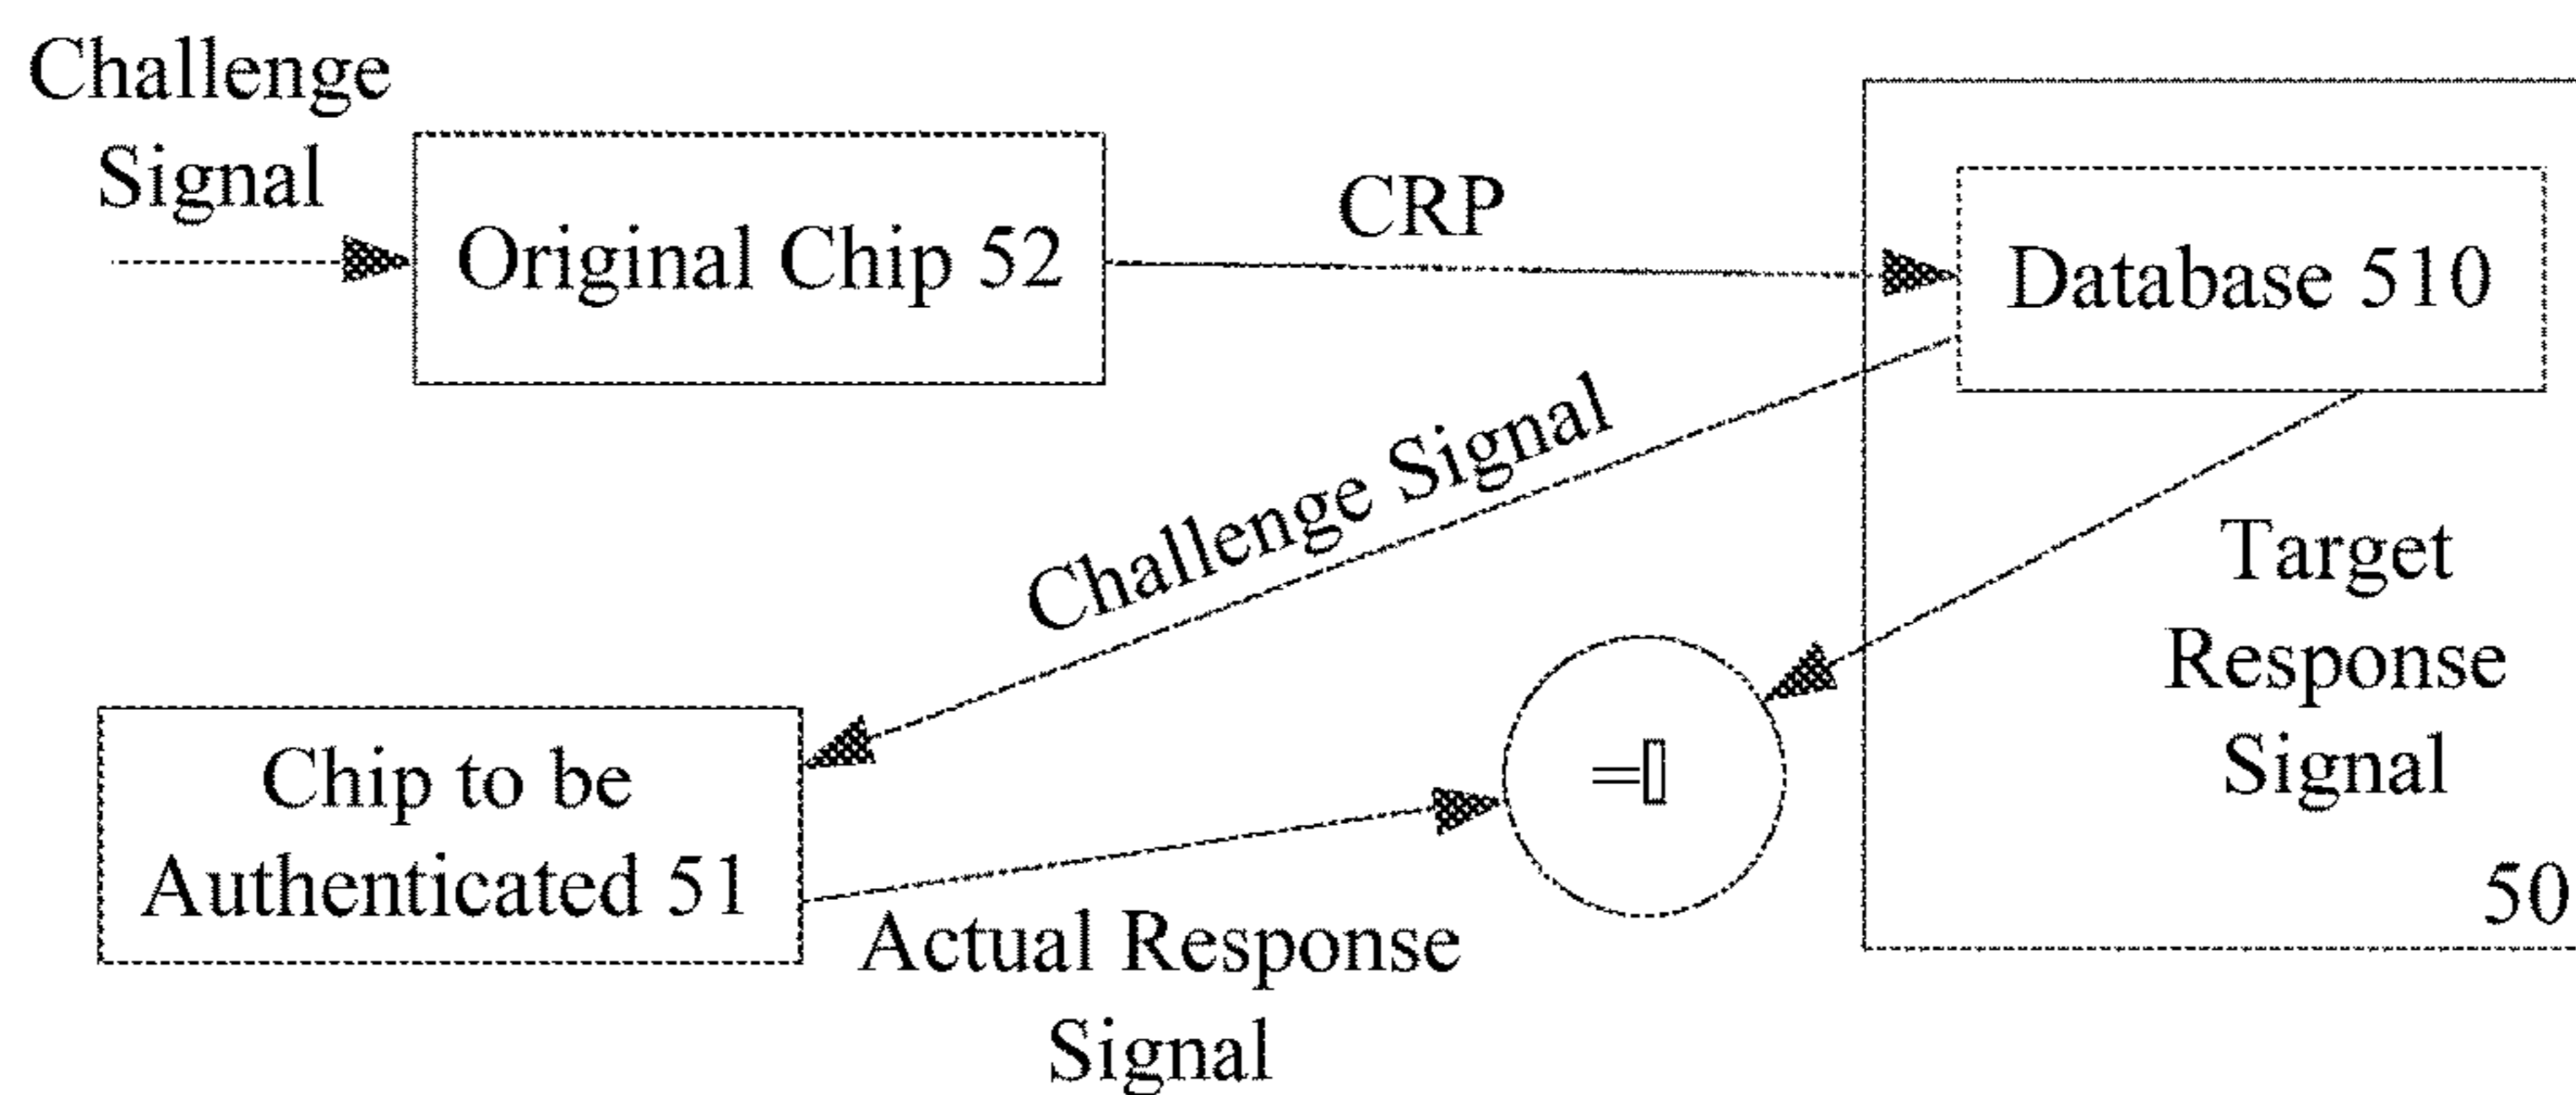 Challenge
Signal
Original Chip 52
CRP
Database 510
Challenge Signal
Target
Response
Signal
Chip to be
Authenticated 51
=▯
50
Actual Response
Signal